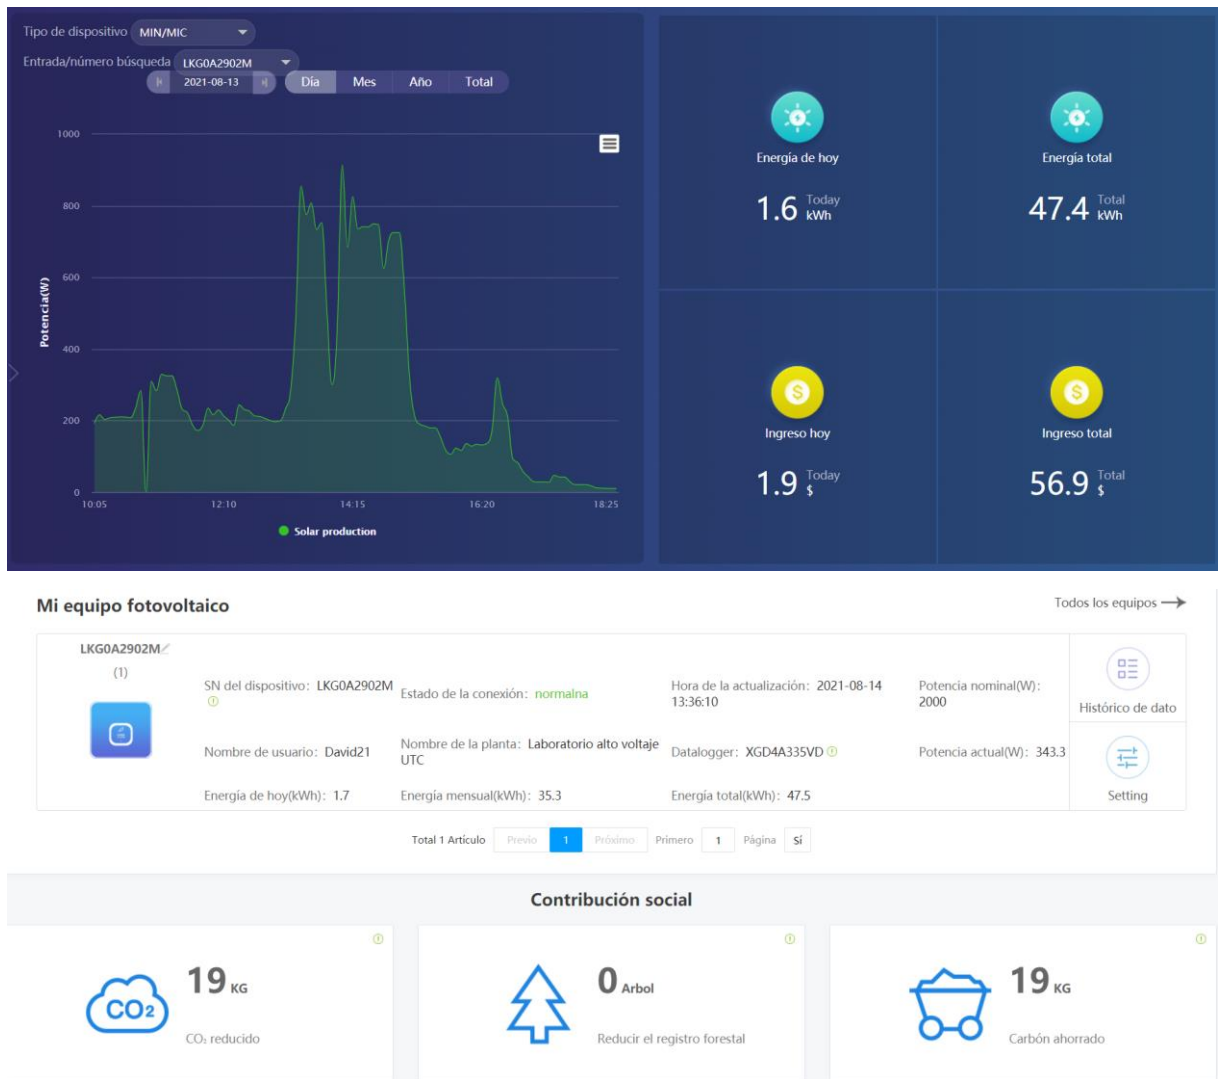 Tipo de dispositivo MIN/MIC
Entrada/número búsqueda LKG0A2902M
2021-08-13 Día Mes Año Total
1000
800
600
400
200
0
Potencia(W)
10:05 12:10 14:15 16:20 18:25
Solar production
Energía de hoy
1.6 Today kWh
Energía total
47.4 Total kWh
Ingreso hoy
1.9 Today $
Ingreso total
56.9 Total $
Mi equipo fotovoltaico
Todos los equipos
LKG0A2902M
(1)
SN del dispositivo: LKG0A2902M
Estado de la conexión: normalna
Hora de la actualización: 2021-08-14
13:36:10
Potencia nominal(W):
2000
Nombre de usuario: David21
Nombre de la planta: Laboratorio alto voltaje
UTC
Datalogger: XGD4A335VD
Potencia actual(W): 343.3
Energía de hoy(kWh): 1.7
Energía mensual(kWh): 35.3
Energía total(kWh): 47.5
Histórico de dato
Setting
Total 1 Artículo Previo 1 Próximo Primero 1 Página Sí
Contribución social
CO2
19 KG
CO₂ reducido
0 Arbol
Reducir el registro forestal
19 KG
Carbón ahorrado